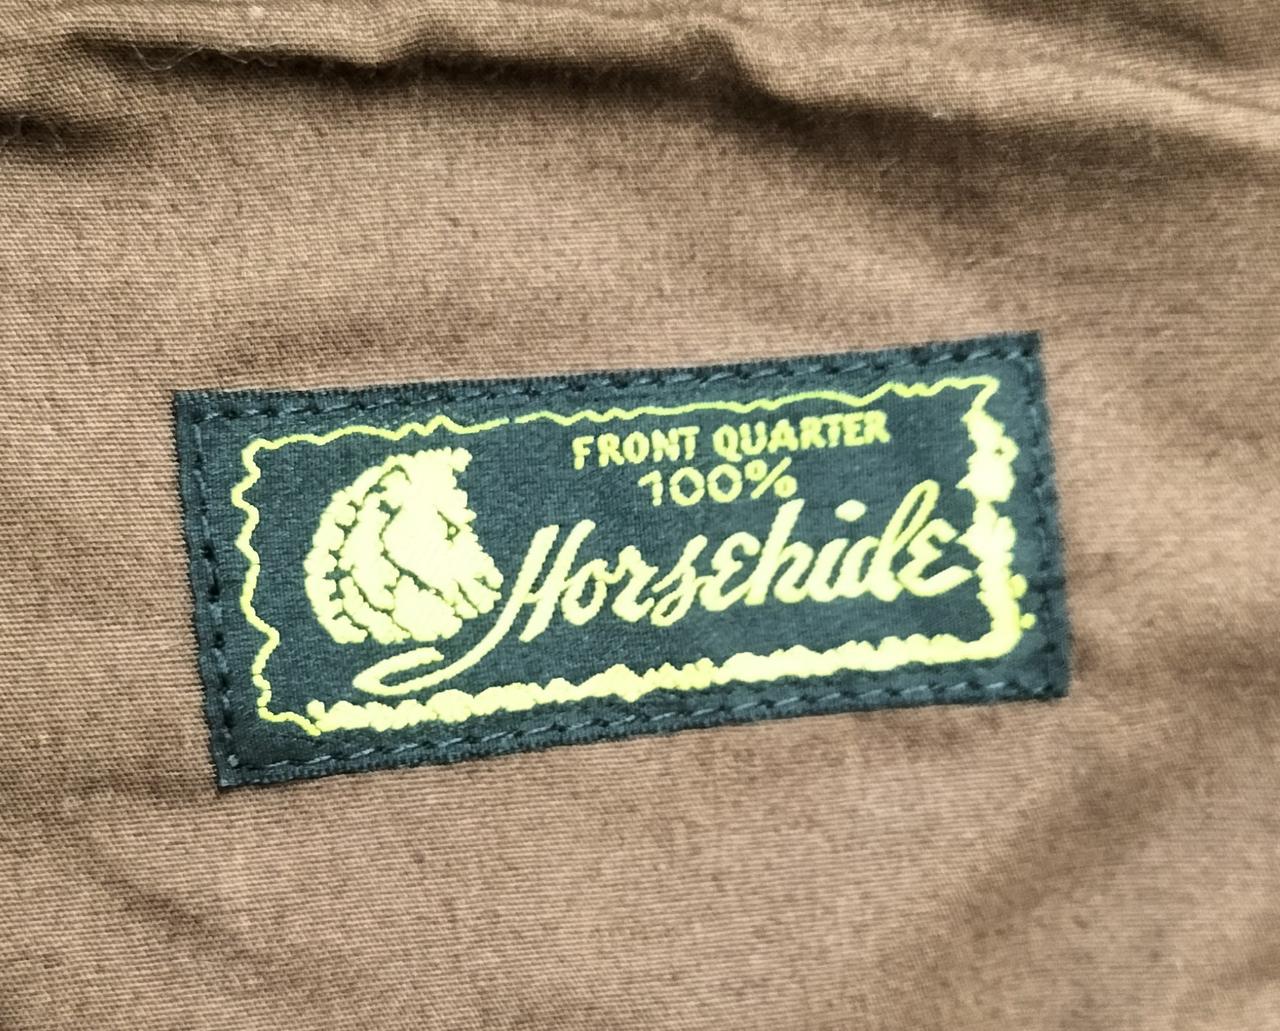 FRONT QUARTER
100%
Horsehide